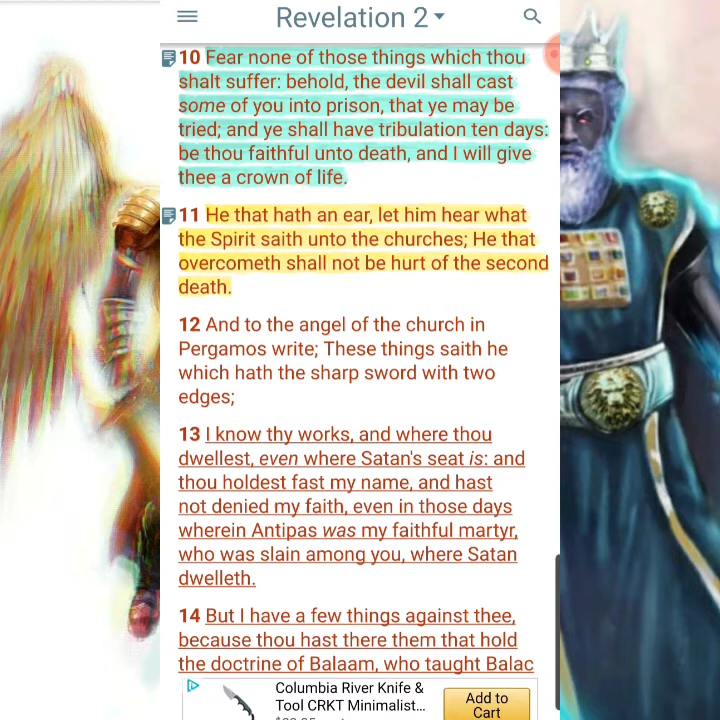 Revelation 2
10 Fear none of those things which thou
shalt suffer: behold, the devil shall cast
some of you into prison, that ye may be
tried; and ye shall have tribulation ten days:
be thou faithful unto death, and I will give
thee a crown of life.
11 He that hath an ear, let him hear what
the Spirit saith unto the churches; He that
overcometh shall not be hurt of the second
death.
12 And to the angel of the church in
Pergamos write; These things saith he
which hath the sharp sword with two
edges;
13 I know thy works, and where thou
dwellest, even where Satan's seat is: and
thou holdest fast my name, and hast
not denied my faith, even in those days
wherein Antipas was my faithful martyr,
who was slain among you, where Satan
dwelleth.
14 But I have a few things against thee,
because thou hast there them that hold
the doctrine of Balaam, who taught Balac
Columbia River Knife &
Tool CRKT Minimalist...
Add to
Cart